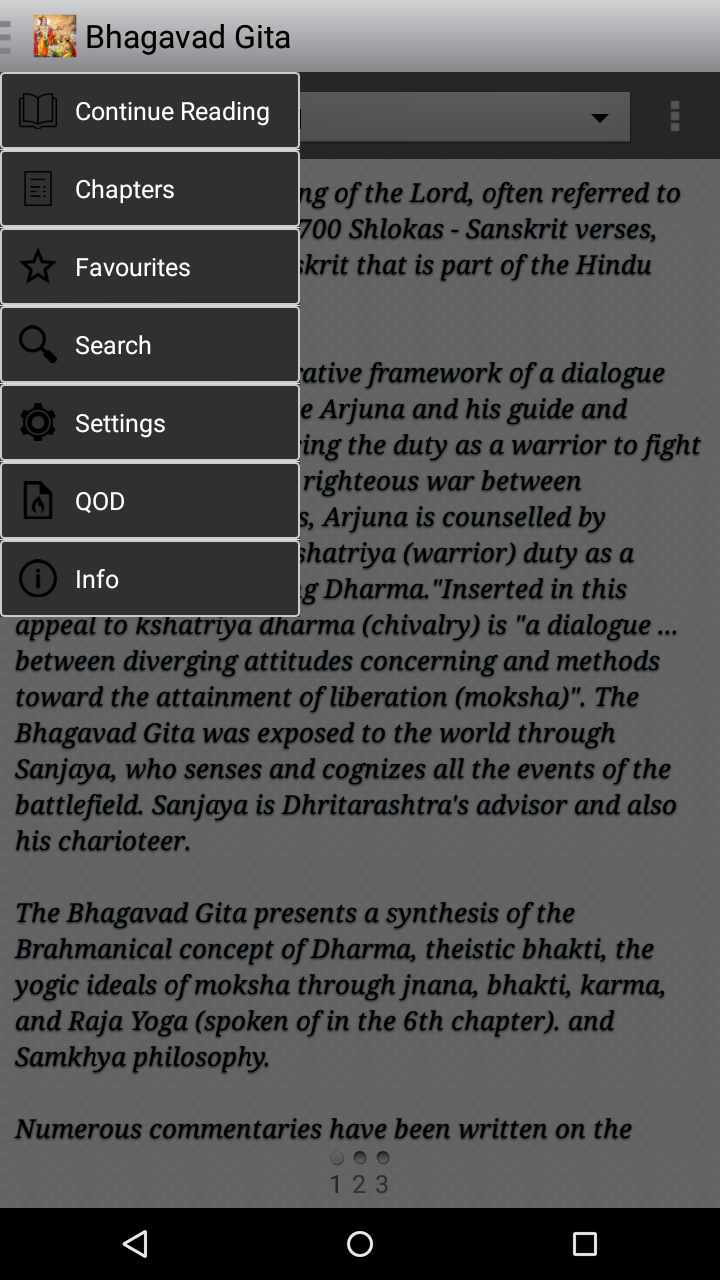 Bhagavad Gita
Continue Reading
Chapters
Favourites
Search
Settings
QOD
Info
of the Lord, often referred to
700 Shlokas - Sanskrit verses,
that is part of the Hindu
framework of a dialogue
Arjuna and his guide and
the duty as a warrior to fight
righteous war between
Arjuna is counselled by
(warrior) duty as a
Dharma."Inserted in this
appeal to kshatriya dharma (chivalry) is "a dialogue ...
between diverging attitudes concerning and methods
toward the attainment of liberation (moksha)". The
Bhagavad Gita was exposed to the world through
Sanjaya, who senses and cognizes all the events of the
battlefield. Sanjaya is Dhritarashtra's advisor and also
his charioteer.
The Bhagavad Gita presents a synthesis of the
Brahmanical concept of Dharma, theistic bhakti, the
yogic ideals of moksha through jnana, bhakti, karma,
and Raja Yoga (spoken of in the 6th chapter). and
Samkhya philosophy.
Numerous commentaries have been written on the
1 2 3